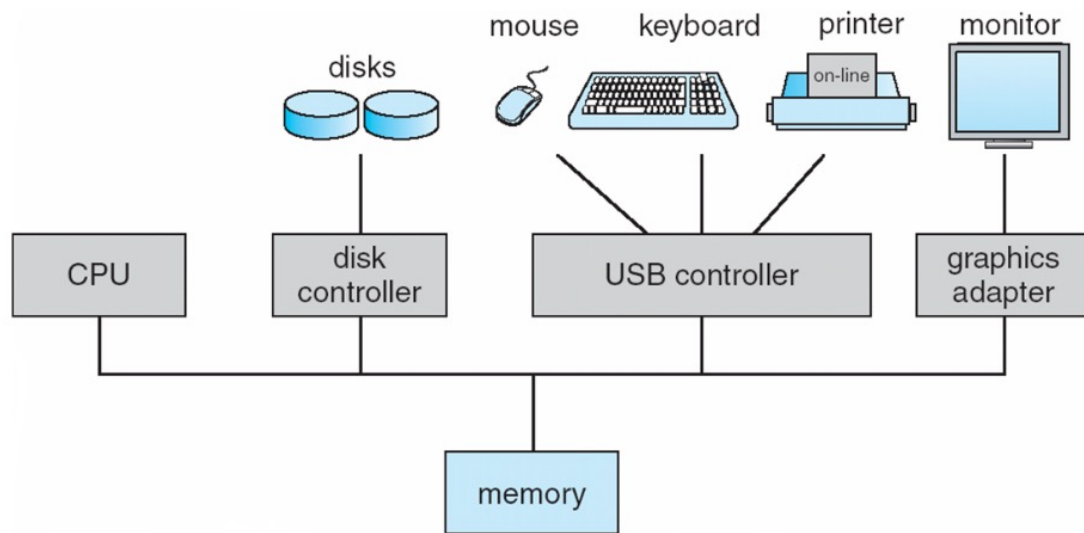 mouse
keyboard
printer
monitor
disks
on-line
CPU
disk
controller
USB controller
graphics
adapter
memory